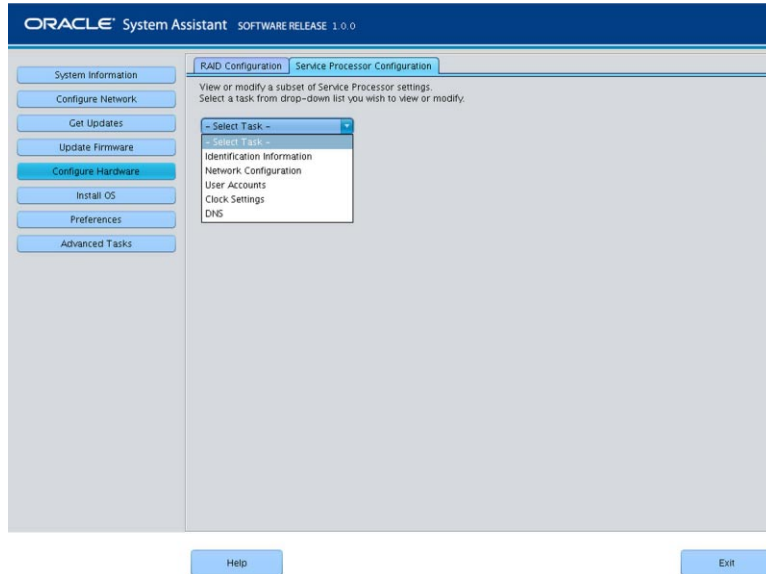 ORACLE® System Assistant SOFTWARE RELEASE 1.0.0
System Information
Configure Network
Get Updates
Update Firmware
Configure Hardware
Install OS
Preferences
Advanced Tasks
RAID Configuration Service Processor Configuration
View or modify a subset of Service Processor settings.
Select a task from drop-down list you wish to view or modify.
- Select Task -
- Select Task -
Identification Information
Network Configuration
User Accounts
Clock Settings
DNS
Help Exit